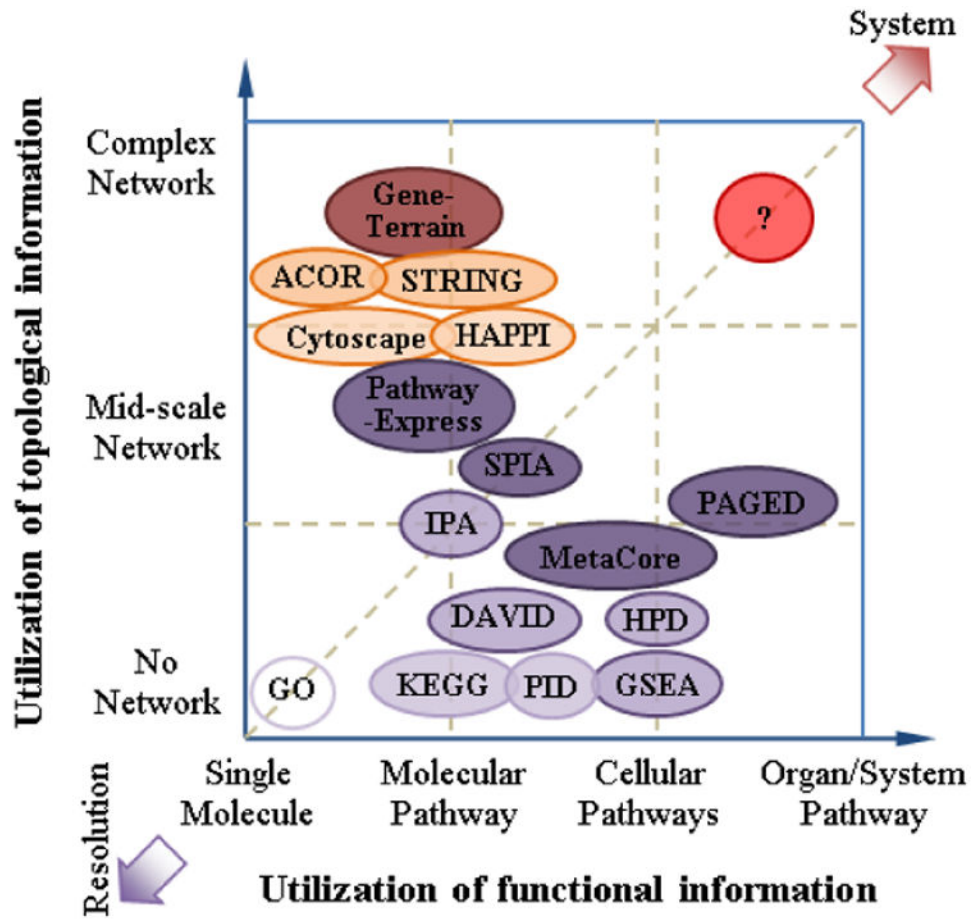 System
Utilization of topological information
Complex
Network
Mid-scale
Network
No
Network
Gene-
Terrain
?
ACOR
STRING
Cytoscape
HAPPI
Pathway
-Express
SPIA
PAGED
IPA
MetaCore
DAVID
HPD
GO
KEGG
PID
GSEA
Single
Molecule
Molecular
Pathway
Cellular
Pathways
Organ/System
Pathway
Resolution
Utilization of functional information